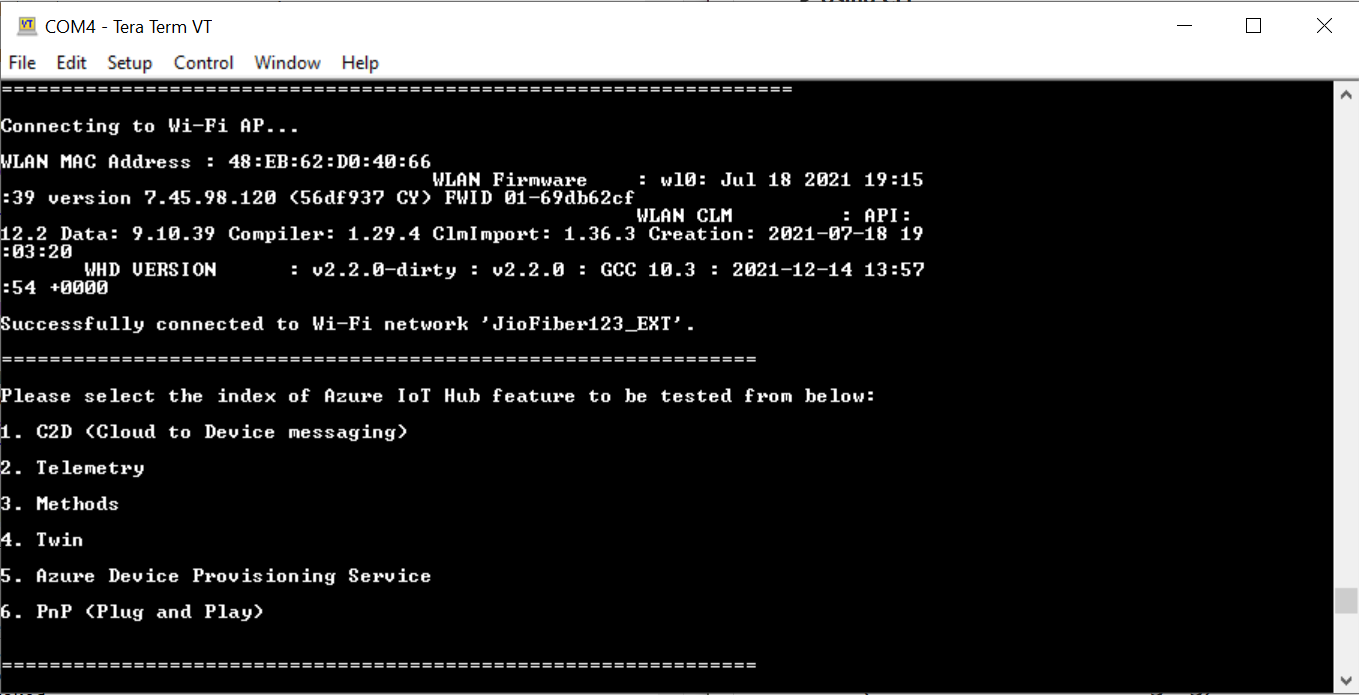 COM4 - Tera Term VT
File Edit Setup Control Window Help
==================================================================
Connecting to Wi-Fi AP...
WLAN MAC Address : 48:EB:62:D0:40:66
WLAN Firmware : wl0: Jul 18 2021 19:15
:39 version 7.45.98.120 (56df937 CY) FWID 01-69db62cf
WLAN CLM : API:
12.2 Data: 9.10.39 Compiler: 1.29.4 ClmImport: 1.36.3 Creation: 2021-07-18 19
:03:20
WHD VERSION : v2.2.0-dirty : v2.2.0 : GCC 10.3 : 2021-12-14 13:57
:54 +0000
Successfully connected to Wi-Fi network 'JioFiber123_EXT'.
===============================================================
Please select the index of Azure IoT Hub feature to be tested from below:
1. C2D (Cloud to Device messaging)
2. Telemetry
3. Methods
4. Twin
5. Azure Device Provisioning Service
6. PnP (Plug and Play)
===============================================================